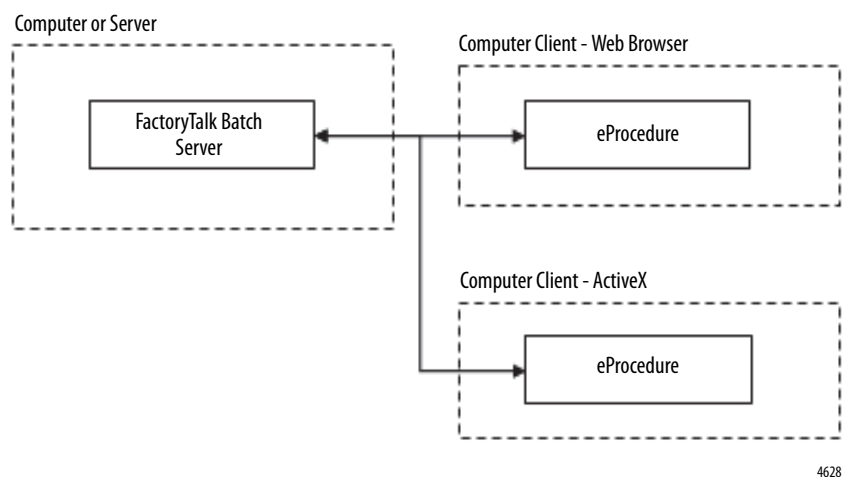 Computer or Server
Computer Client - Web Browser
FactoryTalk Batch
Server
eProcedure
Computer Client - ActiveX
eProcedure
4628